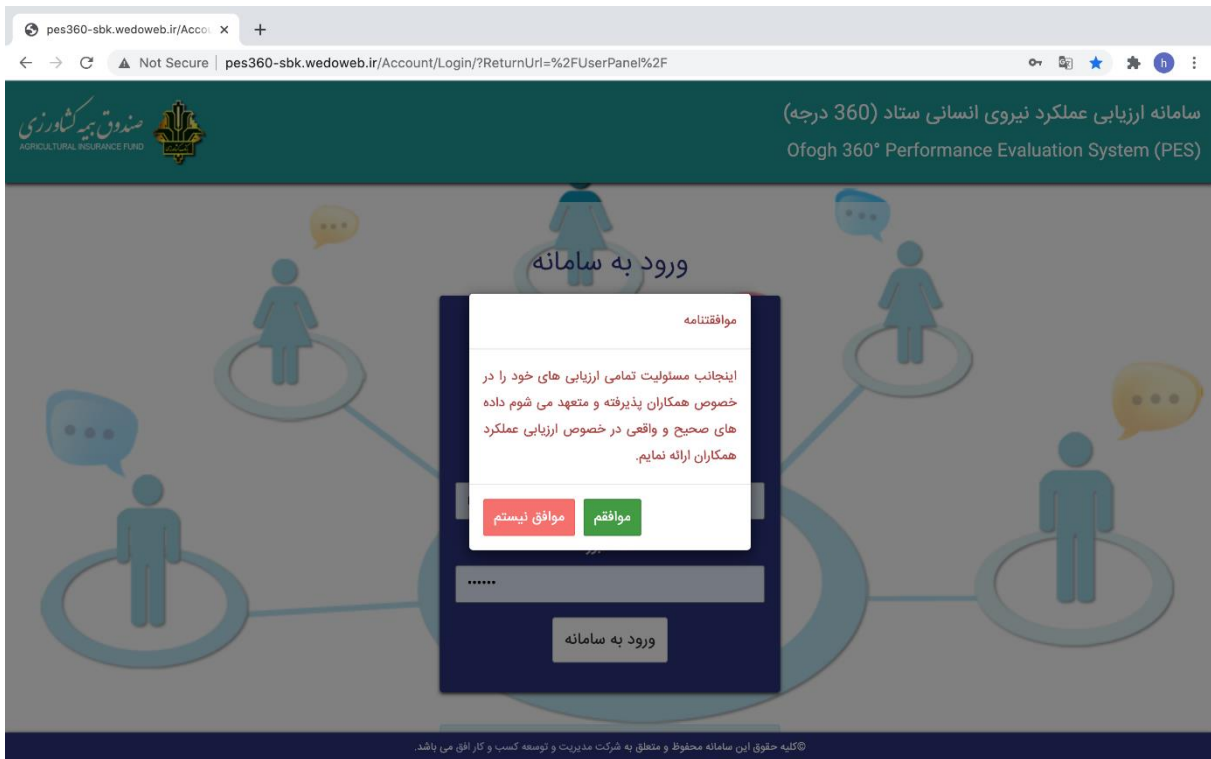 pes360-sbk.wedoweb.ir/Accou
Not Secure | pes360-sbk.wedoweb.ir/Account/Login/?ReturnUrl=%2FUserPanel%2F
h
سامانه ارزیابی عملکرد نیروی انسانی ستاد (360 درجه)
Ofogh 360° Performance Evaluation System (PES)
صندوق بیمه کشاورزی
AGRICULTURAL INSURANCE FUND
ورود به سامانه
موافقتنامه
اینجانب مسئولیت تمامی ارزیابی های خود را در
خصوص همکاران پذیرفته و متعهد می شوم داده
های صحیح و واقعی در خصوص ارزیابی عملکرد
همکاران ارائه نمایم.
موافقم
موافق نیستم
ورود به سامانه
©کلیه حقوق این سامانه محفوظ و متعلق به شرکت مدیریت و توسعه کسب و کار افق می باشد.